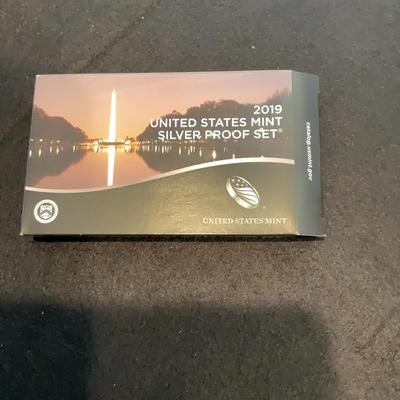 2019
UNITED STATES MINT
SILVER PROOF SET®
UNITED STATES MINT
catalog.usmint.gov